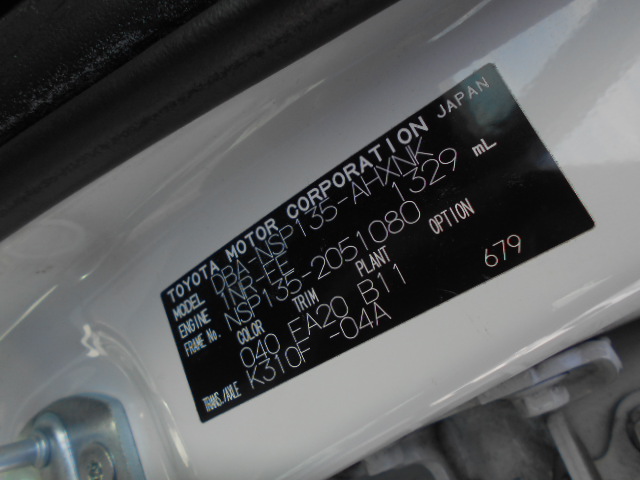 TOYOTA MOTOR CORPORATION JAPAN
MODEL DBA-NSP135-AHXNK
ENGINE 1NR-FE 1329 mL
FRAME No. NSP135-2051080
COLOR TRIM PLANT OPTION
040 FA20 B11 679
TRANS./AXLE K310F -04A